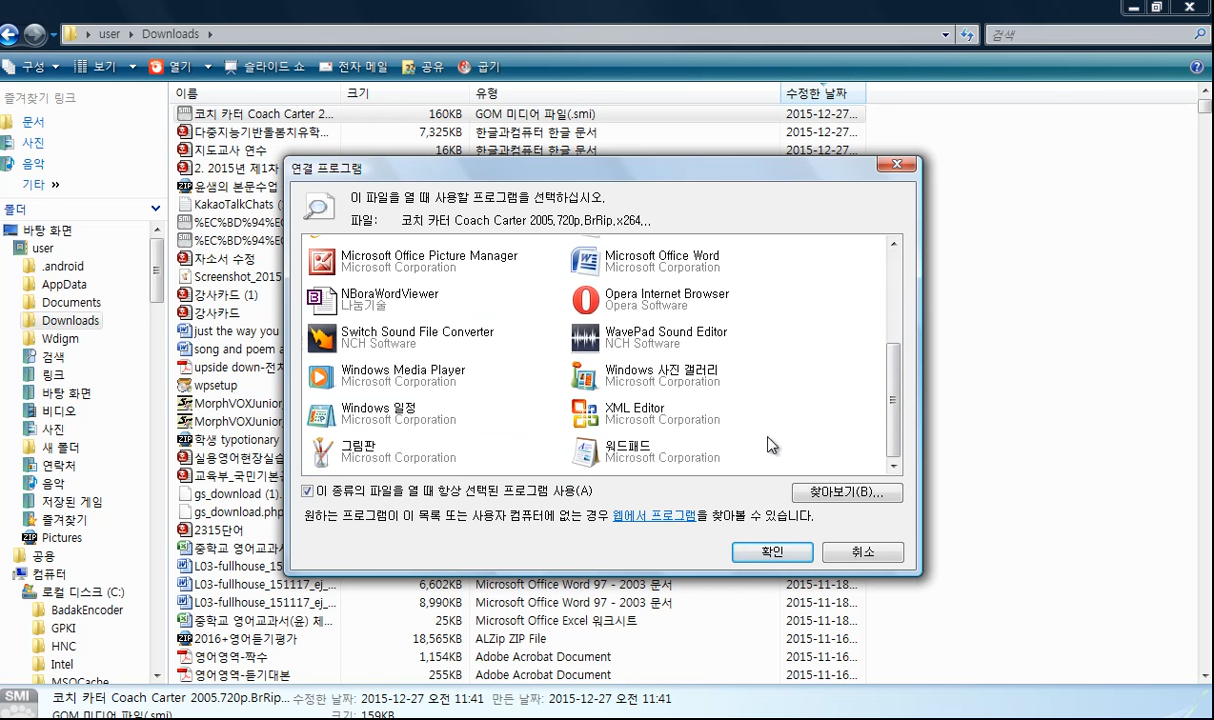 user ▸ Downloads ▸
검색
구성 보기 열기 슬라이드 쇼 전자 메일 공유 굽기
즐겨찾기 링크
문서
사진
음악
기타 »
폴더
바탕 화면
user
.android
AppData
Documents
Downloads
Wdigm
검색
링크
바탕 화면
비디오
사진
새 폴더
연락처
음악
저장된 게임
즐겨찾기
Pictures
공용
컴퓨터
로컬 디스크 (C:)
BadakEncoder
GPKI
HNC
Intel
MSOCache
이름 크기 유형 수정한 날짜
코치 카터 Coach Carter 2... 160KB GOM 미디어 파일(.smi) 2015-12-27...
다중지능기반돌봄치유학... 7,325KB 한글과컴퓨터 한글 문서 2015-12-27...
지도교사 연수 16KB 한글과컴퓨터 한글 문서 2015-12-27...
2. 2015년 제1차
윤샘의 본문수업
KakaoTalkChats (1)
%EC%BD%94%EC
%EC%BD%94%EC
자소서 수정
Screenshot_2015
강사카드 (1)
강사카드
just the way you
song and poem a
upside down-전치
wpsetup
MorphVOXJunior
MorphVOXJunior
학생 typotionary
실용영어현장실습
교육부_국민기본
gs_download (1).
gs_download.php
2315단어
중학교 영어교과서
L03-fullhouse_15
L03-fullhouse_151117_ej_... 6,602KB Microsoft Office Word 97 - 2003 문서 2015-11-18...
L03-fullhouse_151117_ej_... 8,990KB Microsoft Office Word 97 - 2003 문서 2015-11-18...
중학교 영어교과서(윤) 제... 25KB Microsoft Office Excel 워크시트 2015-11-18...
2016+영어듣기평가 18,565KB ALZip ZIP File 2015-11-16...
영어영역-짝수 1,154KB Adobe Acrobat Document 2015-11-16...
영어영역-듣기대본 255KB Adobe Acrobat Document 2015-11-16...
연결 프로그램
이 파일을 열 때 사용할 프로그램을 선택하십시오.
파일: 코치 카터 Coach Carter 2005.720p.BrRip.x264...
Microsoft Office Picture Manager
Microsoft Corporation
Microsoft Office Word
Microsoft Corporation
NBoraWordViewer
나눔기술
Opera Internet Browser
Opera Software
Switch Sound File Converter
NCH Software
WavePad Sound Editor
NCH Software
Windows Media Player
Microsoft Corporation
Windows 사진 갤러리
Microsoft Corporation
Windows 일정
Microsoft Corporation
XML Editor
Microsoft Corporation
그림판
Microsoft Corporation
워드패드
Microsoft Corporation
이 종류의 파일을 열 때 항상 선택된 프로그램 사용(A)
찾아보기(B)...
원하는 프로그램이 이 목록 또는 사용자 컴퓨터에 없는 경우 웹에서 프로그램을 찾아볼 수 있습니다.
확인 취소
SMI
코치 카터 Coach Carter 2005.720p.BrRip... 수정한 날짜: 2015-12-27 오전 11:41 만든 날짜: 2015-12-27 오전 11:41
GOM 미디어 파일(.smi) 크기: 159KB